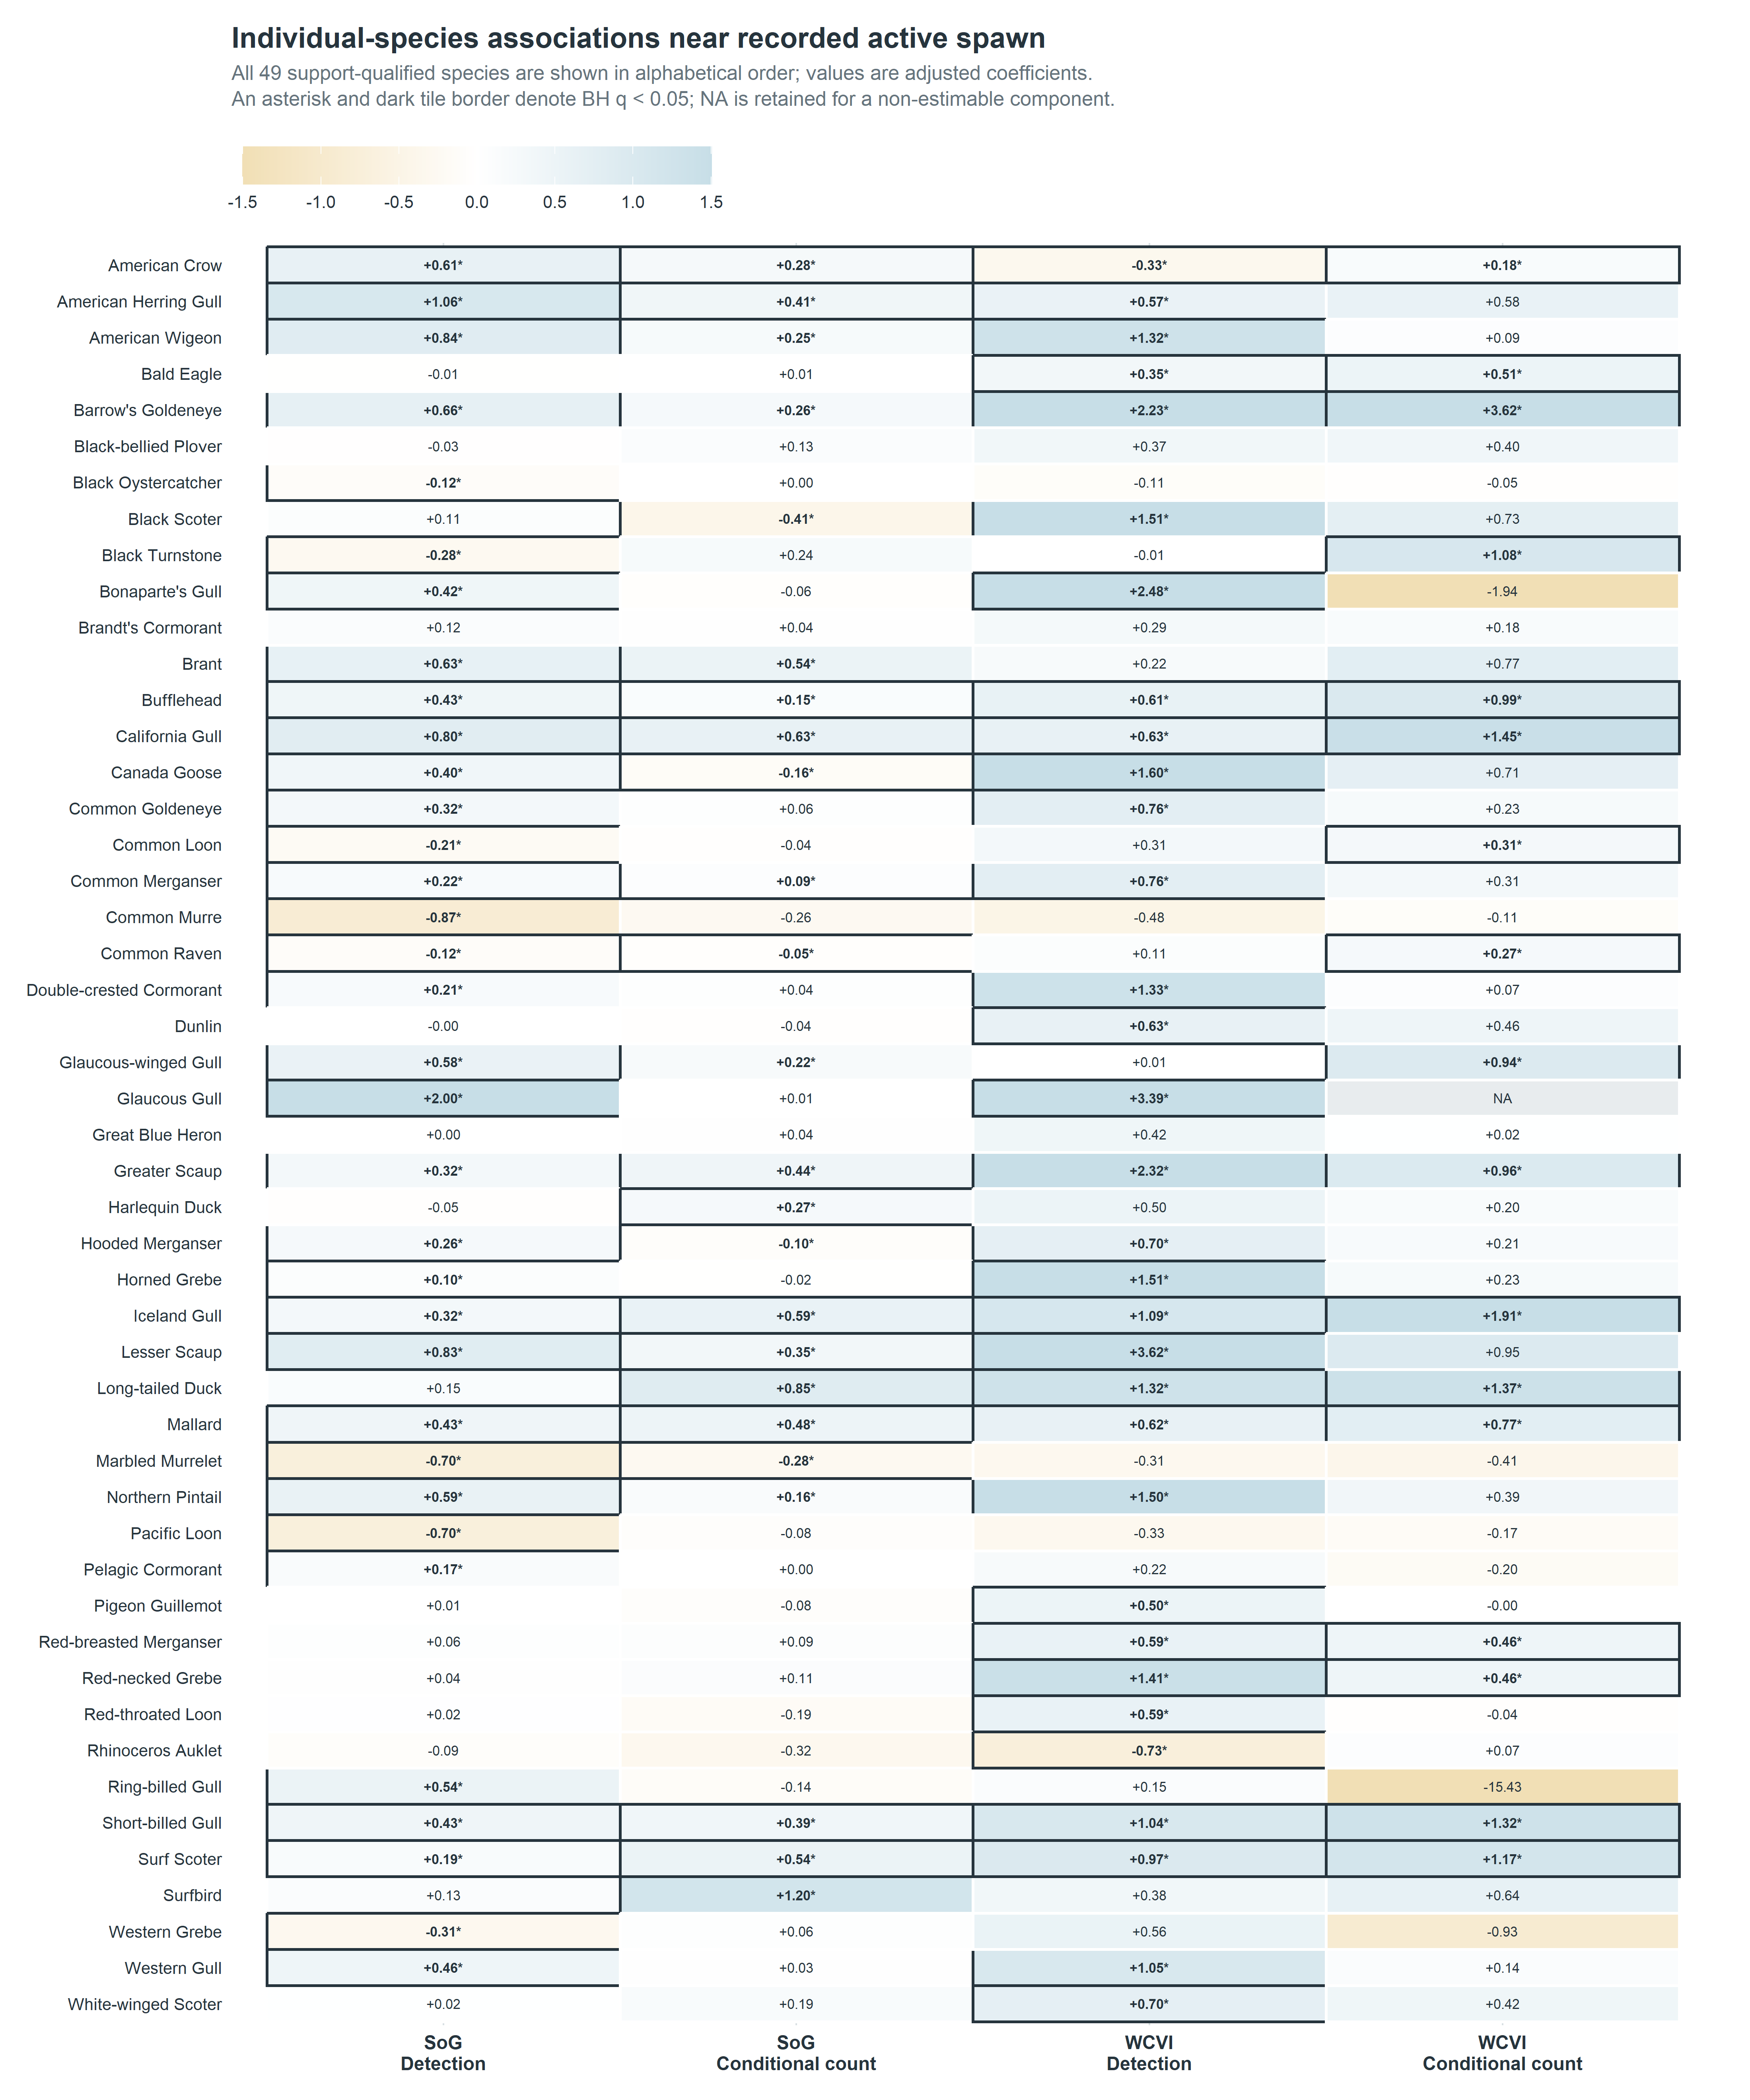 Individual-species associations near recorded active spawn
All 49 support-qualified species are shown in alphabetical order; values are adjusted coefficients.
An asterisk and dark tile border denote BH q < 0.05; NA is retained for a non-estimable component.
-1.5 -1.0 -0.5 0.0 0.5 1.0 1.5
American Crow +0.61* +0.28* -0.33* +0.18*
American Herring Gull +1.06* +0.41* +0.57* +0.58
American Wigeon +0.84* +0.25* +1.32* +0.09
Bald Eagle -0.01 +0.01 +0.35* +0.51*
Barrow's Goldeneye +0.66* +0.26* +2.23* +3.62*
Black-bellied Plover -0.03 +0.13 +0.37 +0.40
Black Oystercatcher -0.12* +0.00 -0.11 -0.05
Black Scoter +0.11 -0.41* +1.51* +0.73
Black Turnstone -0.28* +0.24 -0.01 +1.08*
Bonaparte's Gull +0.42* -0.06 +2.48* -1.94
Brandt's Cormorant +0.12 +0.04 +0.29 +0.18
Brant +0.63* +0.54* +0.22 +0.77
Bufflehead +0.43* +0.15* +0.61* +0.99*
California Gull +0.80* +0.63* +0.63* +1.45*
Canada Goose +0.40* -0.16* +1.60* +0.71
Common Goldeneye +0.32* +0.06 +0.76* +0.23
Common Loon -0.21* -0.04 +0.31 +0.31*
Common Merganser +0.22* +0.09* +0.76* +0.31
Common Murre -0.87* -0.26 -0.48 -0.11
Common Raven -0.12* -0.05* +0.11 +0.27*
Double-crested Cormorant +0.21* +0.04 +1.33* +0.07
Dunlin -0.00 -0.04 +0.63* +0.46
Glaucous-winged Gull +0.58* +0.22* +0.01 +0.94*
Glaucous Gull +2.00* +0.01 +3.39* NA
Great Blue Heron +0.00 +0.04 +0.42 +0.02
Greater Scaup +0.32* +0.44* +2.32* +0.96*
Harlequin Duck -0.05 +0.27* +0.50 +0.20
Hooded Merganser +0.26* -0.10* +0.70* +0.21
Horned Grebe +0.10* -0.02 +1.51* +0.23
Iceland Gull +0.32* +0.59* +1.09* +1.91*
Lesser Scaup +0.83* +0.35* +3.62* +0.95
Long-tailed Duck +0.15 +0.85* +1.32* +1.37*
Mallard +0.43* +0.48* +0.62* +0.77*
Marbled Murrelet -0.70* -0.28* -0.31 -0.41
Northern Pintail +0.59* +0.16* +1.50* +0.39
Pacific Loon -0.70* -0.08 -0.33 -0.17
Pelagic Cormorant +0.17* +0.00 +0.22 -0.20
Pigeon Guillemot +0.01 -0.08 +0.50* -0.00
Red-breasted Merganser +0.06 +0.09 +0.59* +0.46*
Red-necked Grebe +0.04 +0.11 +1.41* +0.46*
Red-throated Loon +0.02 -0.19 +0.59* -0.04
Rhinoceros Auklet -0.09 -0.32 -0.73* +0.07
Ring-billed Gull +0.54* -0.14 +0.15 -15.43
Short-billed Gull +0.43* +0.39* +1.04* +1.32*
Surf Scoter +0.19* +0.54* +0.97* +1.17*
Surfbird +0.13 +1.20* +0.38 +0.64
Western Grebe -0.31* +0.06 +0.56 -0.93
Western Gull +0.46* +0.03 +1.05* +0.14
White-winged Scoter +0.02 +0.19 +0.70* +0.42
SoG SoG WCVI WCVI
Detection Conditional count Detection Conditional count